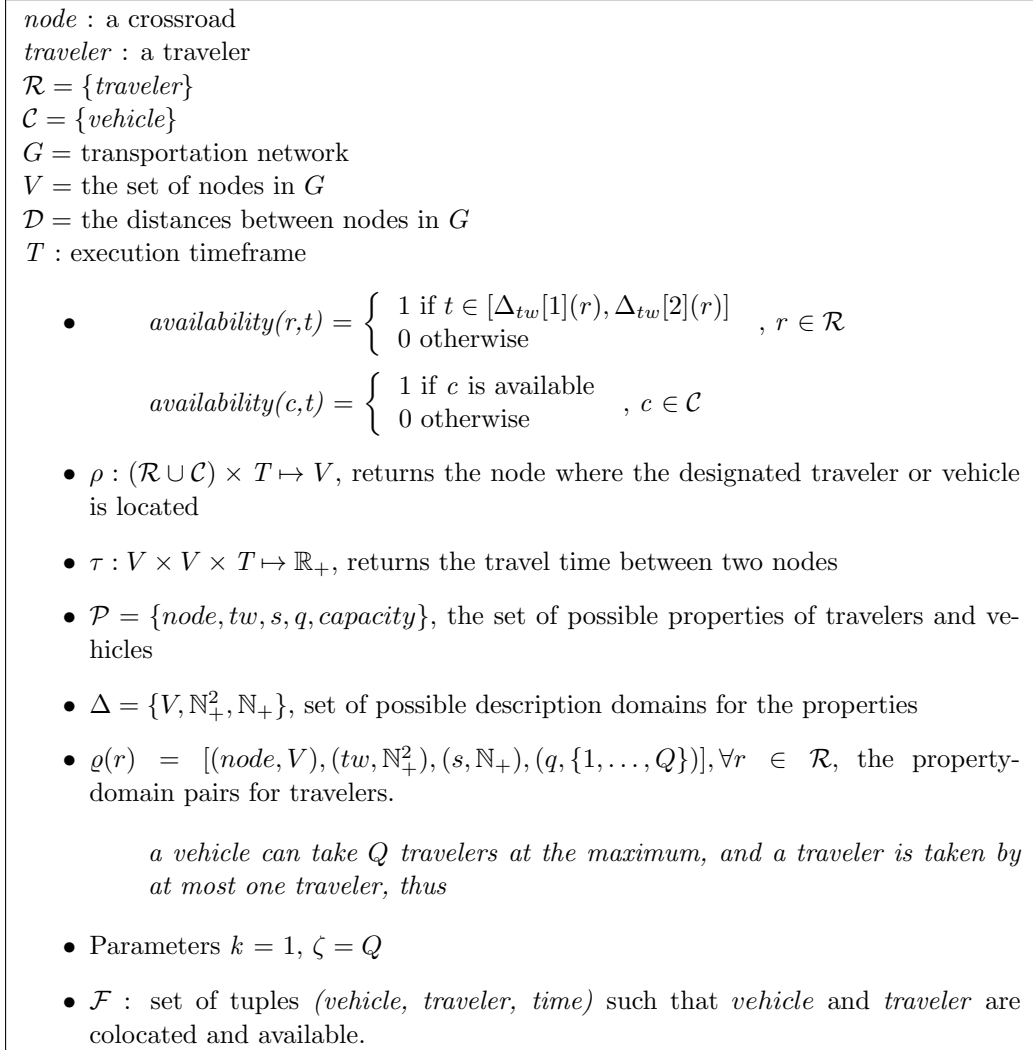 node : a crossroad
traveler : a traveler
ℛ = {traveler}
𝒞 = {vehicle}
G = transportation network
V = the set of nodes in G
𝒟 = the distances between nodes in G
T : execution timeframe
• availability(r,t) = { 1 if t ∈ [Δ_tw[1](r), Δ_tw[2](r)]
0 otherwise , r ∈ ℛ
availability(c,t) = { 1 if c is available
0 otherwise , c ∈ 𝒞
• ρ : (ℛ ∪ 𝒞) × T ↦ V, returns the node where the designated traveler or vehicle
is located
• τ : V × V × T ↦ ℝ₊, returns the travel time between two nodes
• 𝒫 = {node, tw, s, q, capacity}, the set of possible properties of travelers and ve-
hicles
• Δ = {V, ℕ₊², ℕ₊}, set of possible description domains for the properties
• ϱ(r) = [(node, V), (tw, ℕ₊²), (s, ℕ₊), (q, {1, . . . , Q})], ∀r ∈ ℛ, the property-
domain pairs for travelers.
a vehicle can take Q travelers at the maximum, and a traveler is taken by
at most one traveler, thus
• Parameters k = 1, ζ = Q
• ℱ : set of tuples (vehicle, traveler, time) such that vehicle and traveler are
colocated and available.